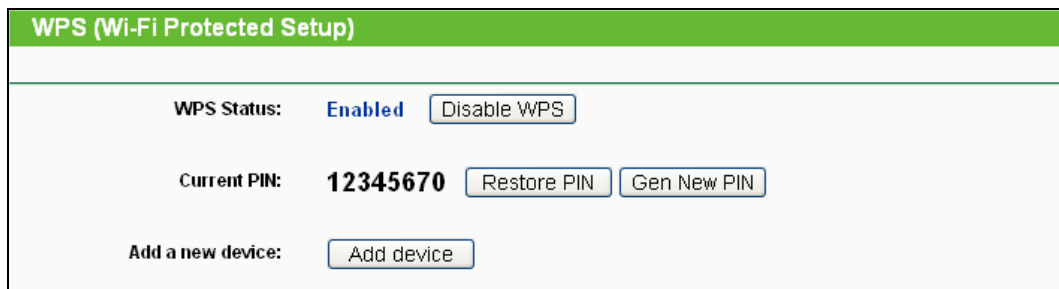 WPS (Wi-Fi Protected Setup)
WPS Status: Enabled Disable WPS
Current PIN: 12345670 Restore PIN Gen New PIN
Add a new device: Add device